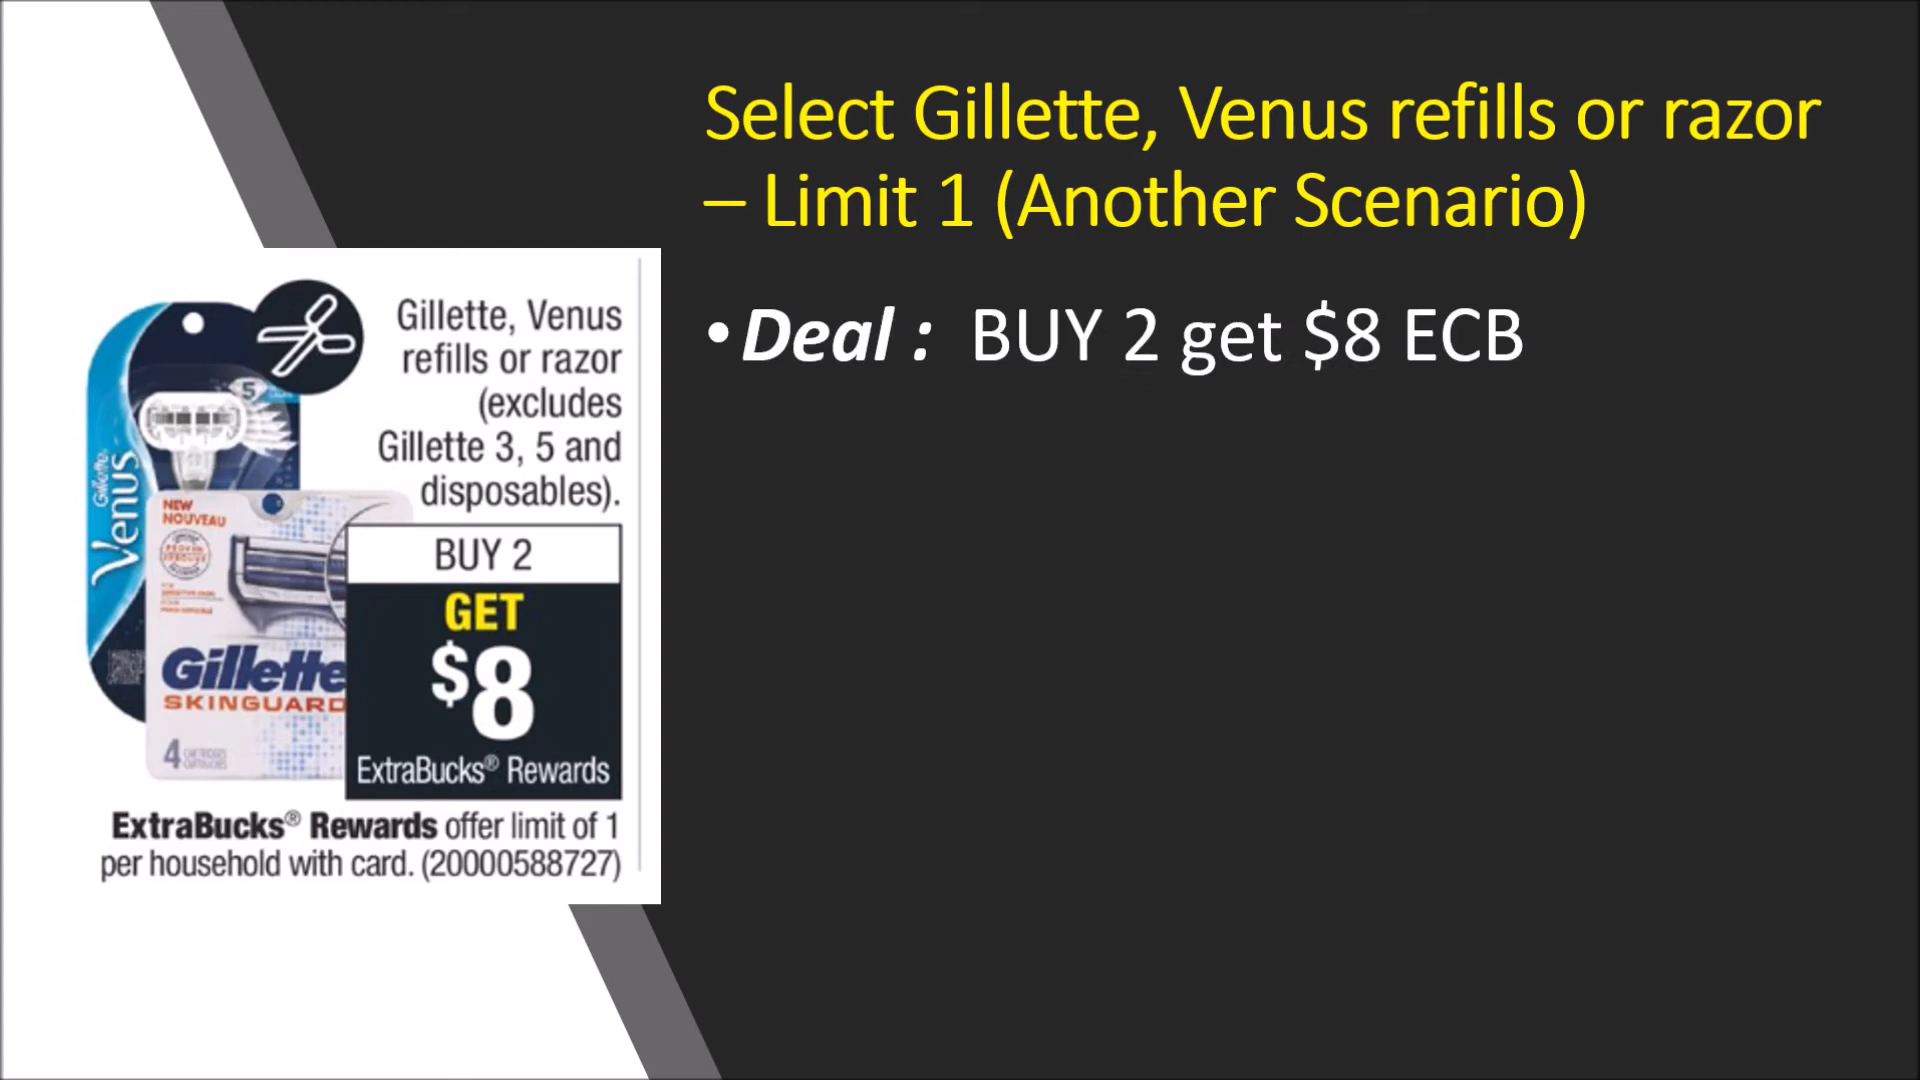 Select Gillette, Venus refills or razor
– Limit 1 (Another Scenario)
•Deal : BUY 2 get $8 ECB
Gillette, Venus
refills or razor
(excludes
Gillette 3, 5 and
disposables).
5
Gillette
Venus
NEW
NOUVEAU
Gillette
SKINGUARD
4
BUY 2
GET
$8
ExtraBucks® Rewards
ExtraBucks® Rewards offer limit of 1
per household with card. (20000588727)